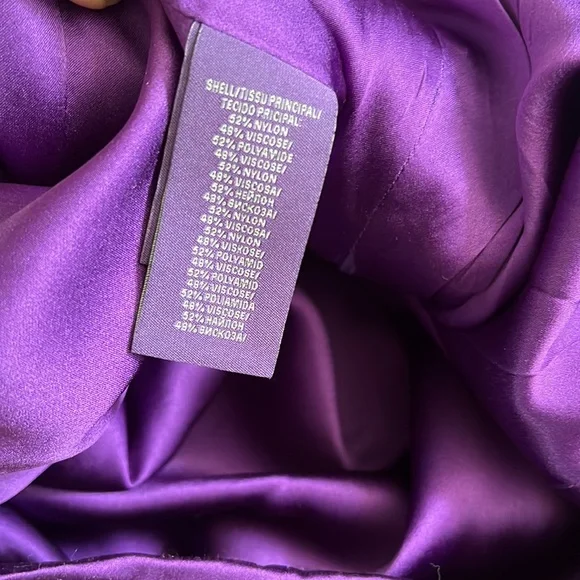 SHELL/TISSU PRINCIPAL/
TECIDO PRICIPAL:
52% NYLON
48% VISCOSE/
52% POLYAMIDE
48% VISCOSE/
52% NYLON
48% VISCOSA/
52% НЕЙЛОН
48% ВИСКОЗА/
52% NYLON
48% VISCOSA/
52% NYLON
48% VISKOSE/
52% POLYAMID
48% VISCOSE/
52% POLYAMID
48% VISCOSE/
52% POLIAMIDA
48% VISCOSE/
52% НАЙЛОН
48% ВИСКОЗА/